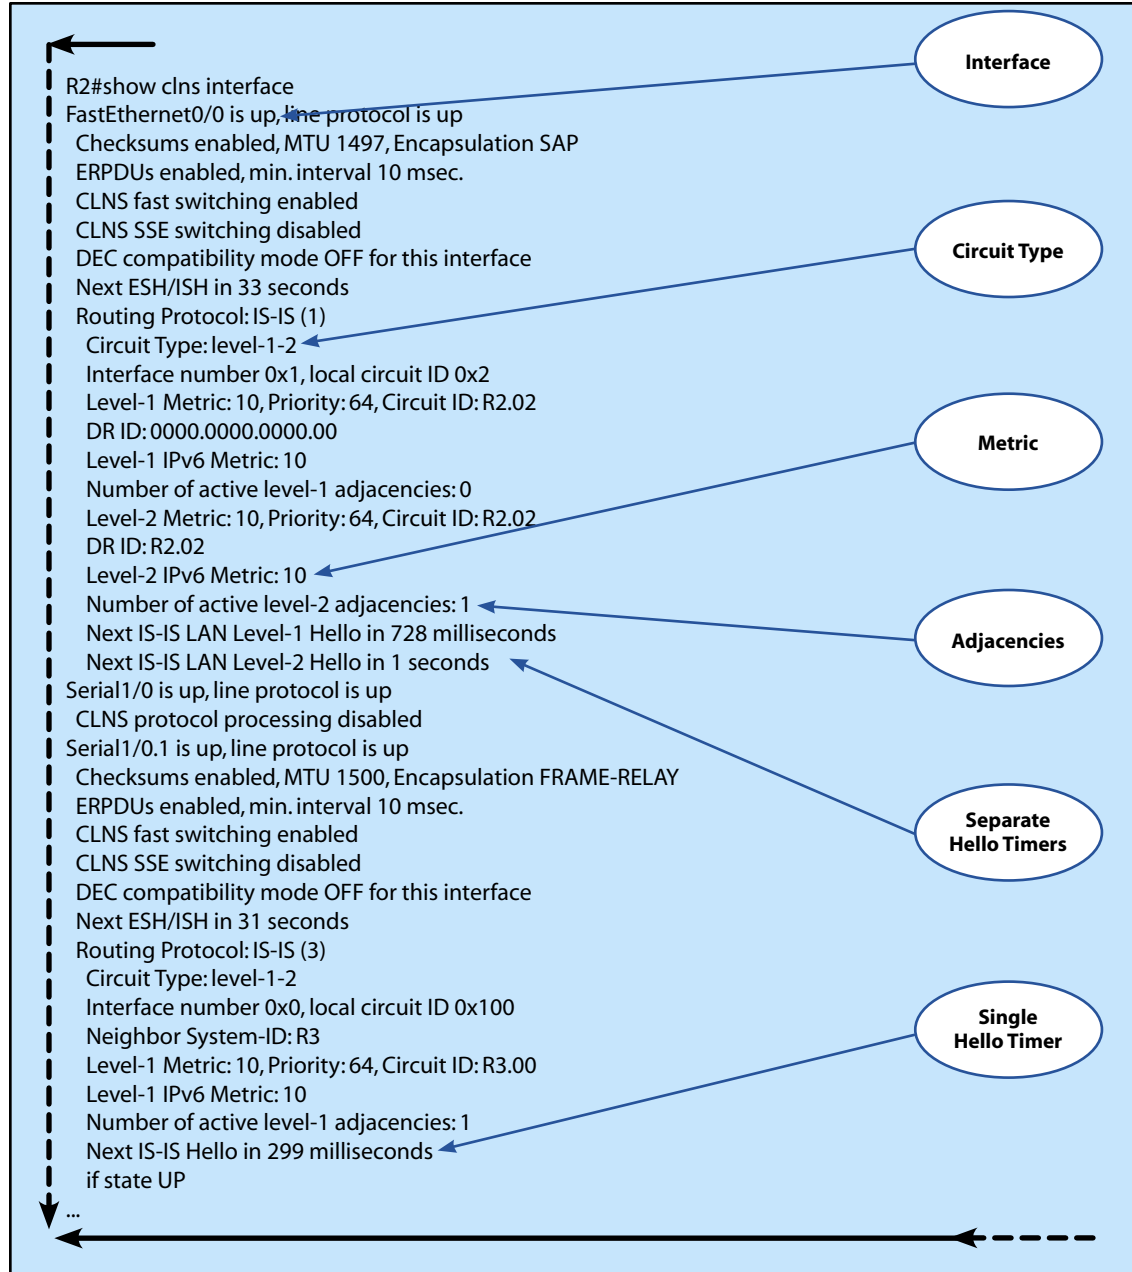 R2#show clns interface
FastEthernet0/0 is up, line protocol is up
Checksums enabled, MTU 1497, Encapsulation SAP
ERPDUs enabled, min. interval 10 msec.
CLNS fast switching enabled
CLNS SSE switching disabled
DEC compatibility mode OFF for this interface
Next ESH/ISH in 33 seconds
Routing Protocol: IS-IS (1)
Circuit Type: level-1-2
Interface number 0x1, local circuit ID 0x2
Level-1 Metric: 10, Priority: 64, Circuit ID: R2.02
DR ID: 0000.0000.0000.00
Level-1 IPv6 Metric: 10
Number of active level-1 adjacencies: 0
Level-2 Metric: 10, Priority: 64, Circuit ID: R2.02
DR ID: R2.02
Level-2 IPv6 Metric: 10
Number of active level-2 adjacencies: 1
Next IS-IS LAN Level-1 Hello in 728 milliseconds
Next IS-IS LAN Level-2 Hello in 1 seconds
Serial1/0 is up, line protocol is up
CLNS protocol processing disabled
Serial1/0.1 is up, line protocol is up
Checksums enabled, MTU 1500, Encapsulation FRAME-RELAY
ERPDUs enabled, min. interval 10 msec.
CLNS fast switching enabled
CLNS SSE switching disabled
DEC compatibility mode OFF for this interface
Next ESH/ISH in 31 seconds
Routing Protocol: IS-IS (3)
Circuit Type: level-1-2
Interface number 0x0, local circuit ID 0x100
Neighbor System-ID: R3
Level-1 Metric: 10, Priority: 64, Circuit ID: R3.00
Level-1 IPv6 Metric: 10
Number of active level-1 adjacencies: 1
Next IS-IS Hello in 299 milliseconds
if state UP
...
Interface
Circuit Type
Metric
Adjacencies
Separate
Hello Timers
Single
Hello Timer